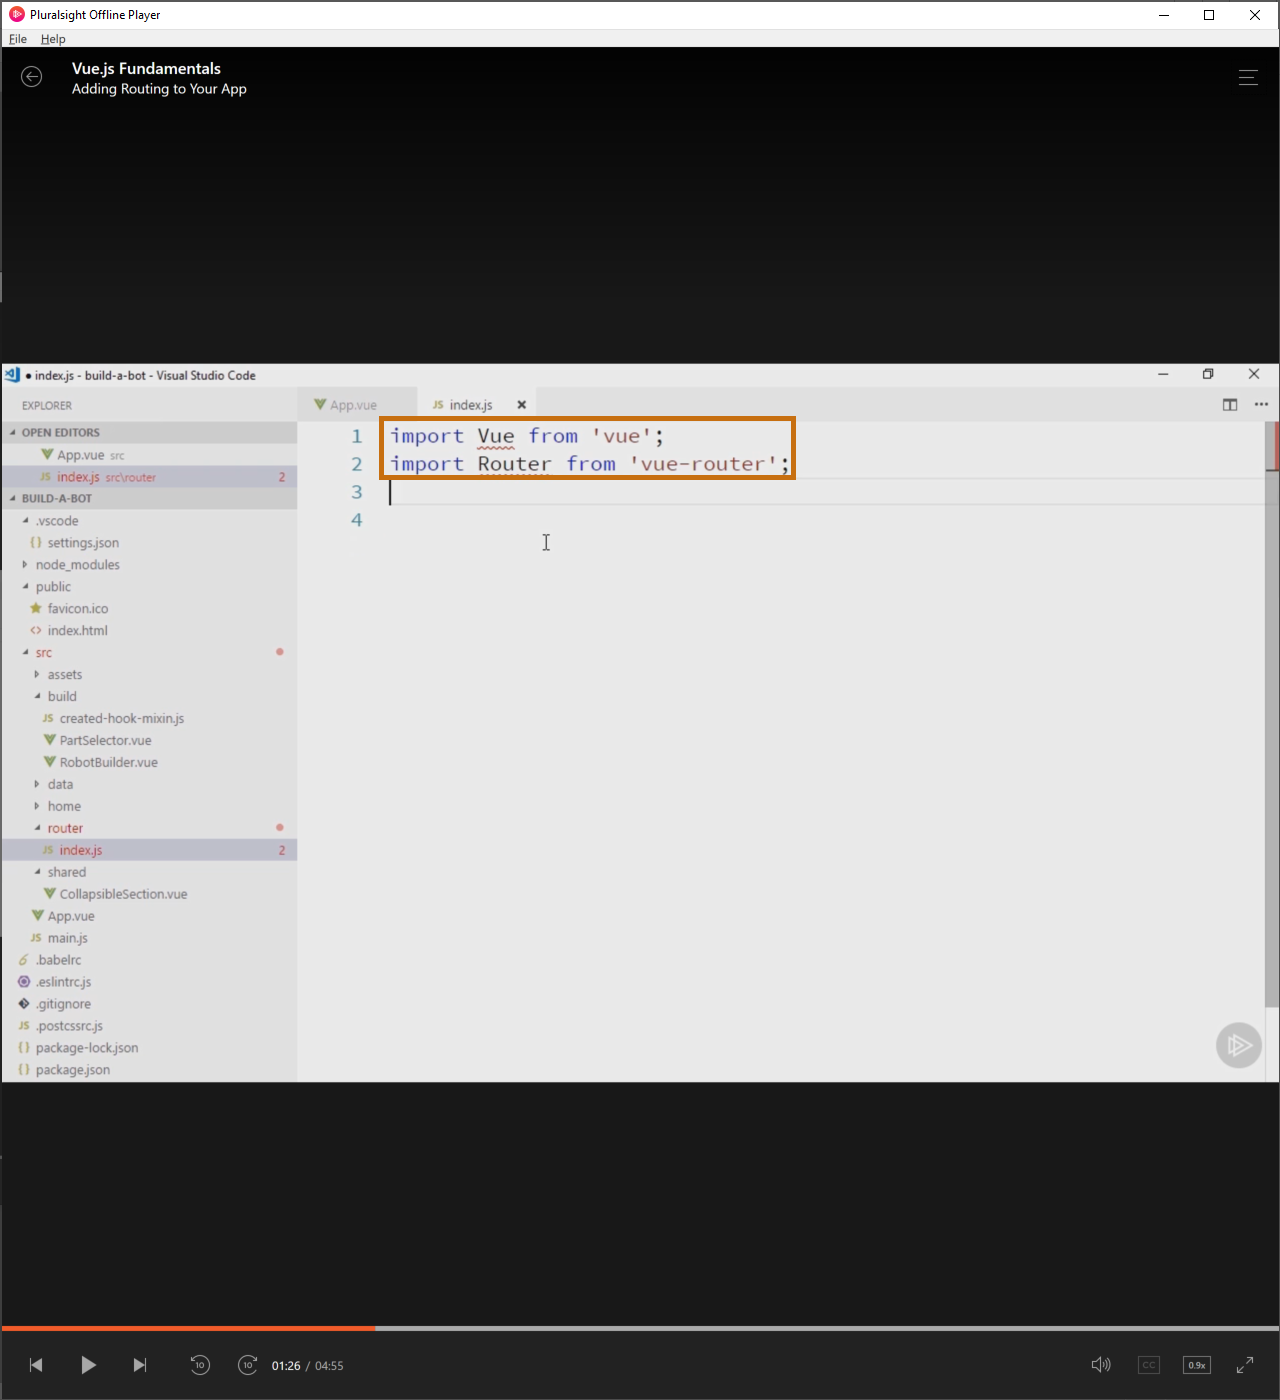 Pluralsight Offline Player
File Help
Vue.js Fundamentals
Adding Routing to Your App
● index.js - build-a-bot - Visual Studio Code
EXPLORER
App.vue
JS index.js
OPEN EDITORS
App.vue src
JS index.js src\router 2
BUILD-A-BOT
.vscode
{} settings.json
node_modules
public
favicon.ico
<> index.html
src
assets
build
JS created-hook-mixin.js
PartSelector.vue
RobotBuilder.vue
data
home
router
JS index.js 2
shared
CollapsibleSection.vue
App.vue
JS main.js
6 .babelrc
.eslintrc.js
.gitignore
JS .postcssrc.js
{} package-lock.json
{} package.json
1 import Vue from 'vue';
2 import Router from 'vue-router';
3
4
10
10
01:26 / 04:55
CC
0.9x